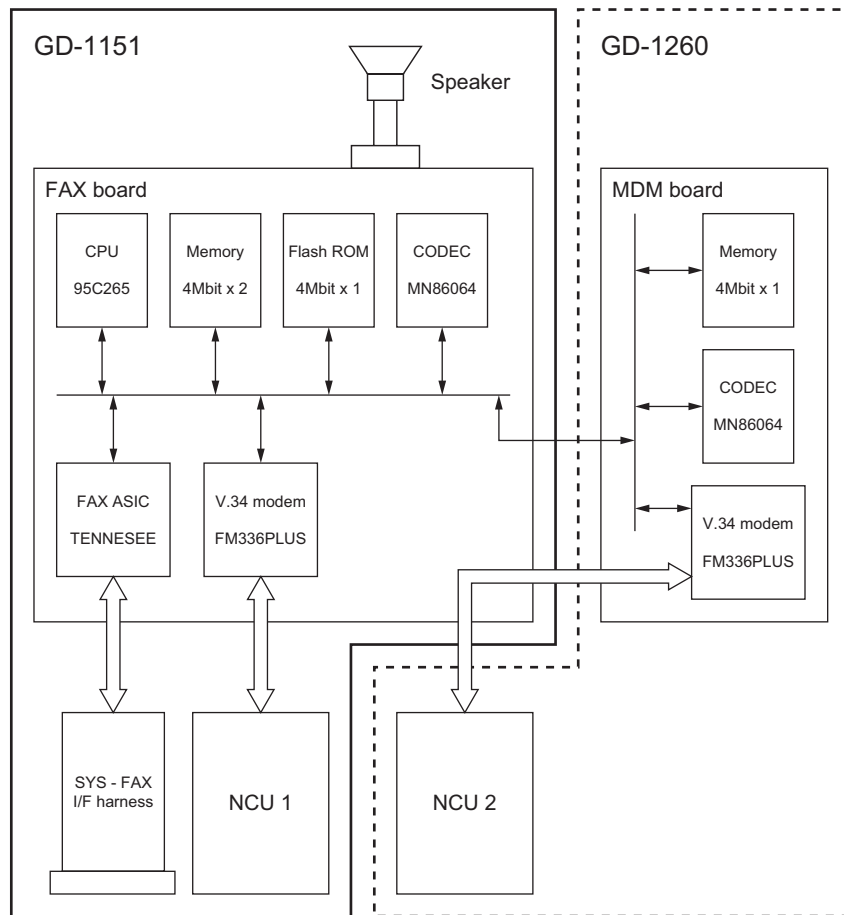 GD-1151
GD-1260
Speaker
FAX board
MDM board
CPU
95C265
Memory
4Mbit x 2
Flash ROM
4Mbit x 1
CODEC
MN86064
Memory
4Mbit x 1
CODEC
MN86064
FAX ASIC
TENNESEE
V.34 modem
FM336PLUS
V.34 modem
FM336PLUS
SYS - FAX
I/F harness
NCU 1
NCU 2